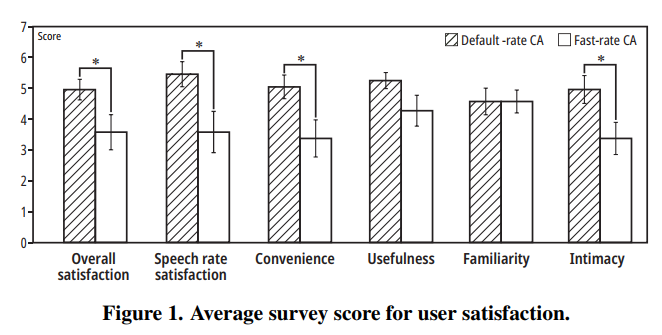 7
Score
Default -rate CA
Fast-rate CA
*
*
*
*
6
5
4
3
2
1
0
Overall
satisfaction
Speech rate
satisfaction
Convenience
Usefulness
Familiarity
Intimacy
Figure 1. Average survey score for user satisfaction.